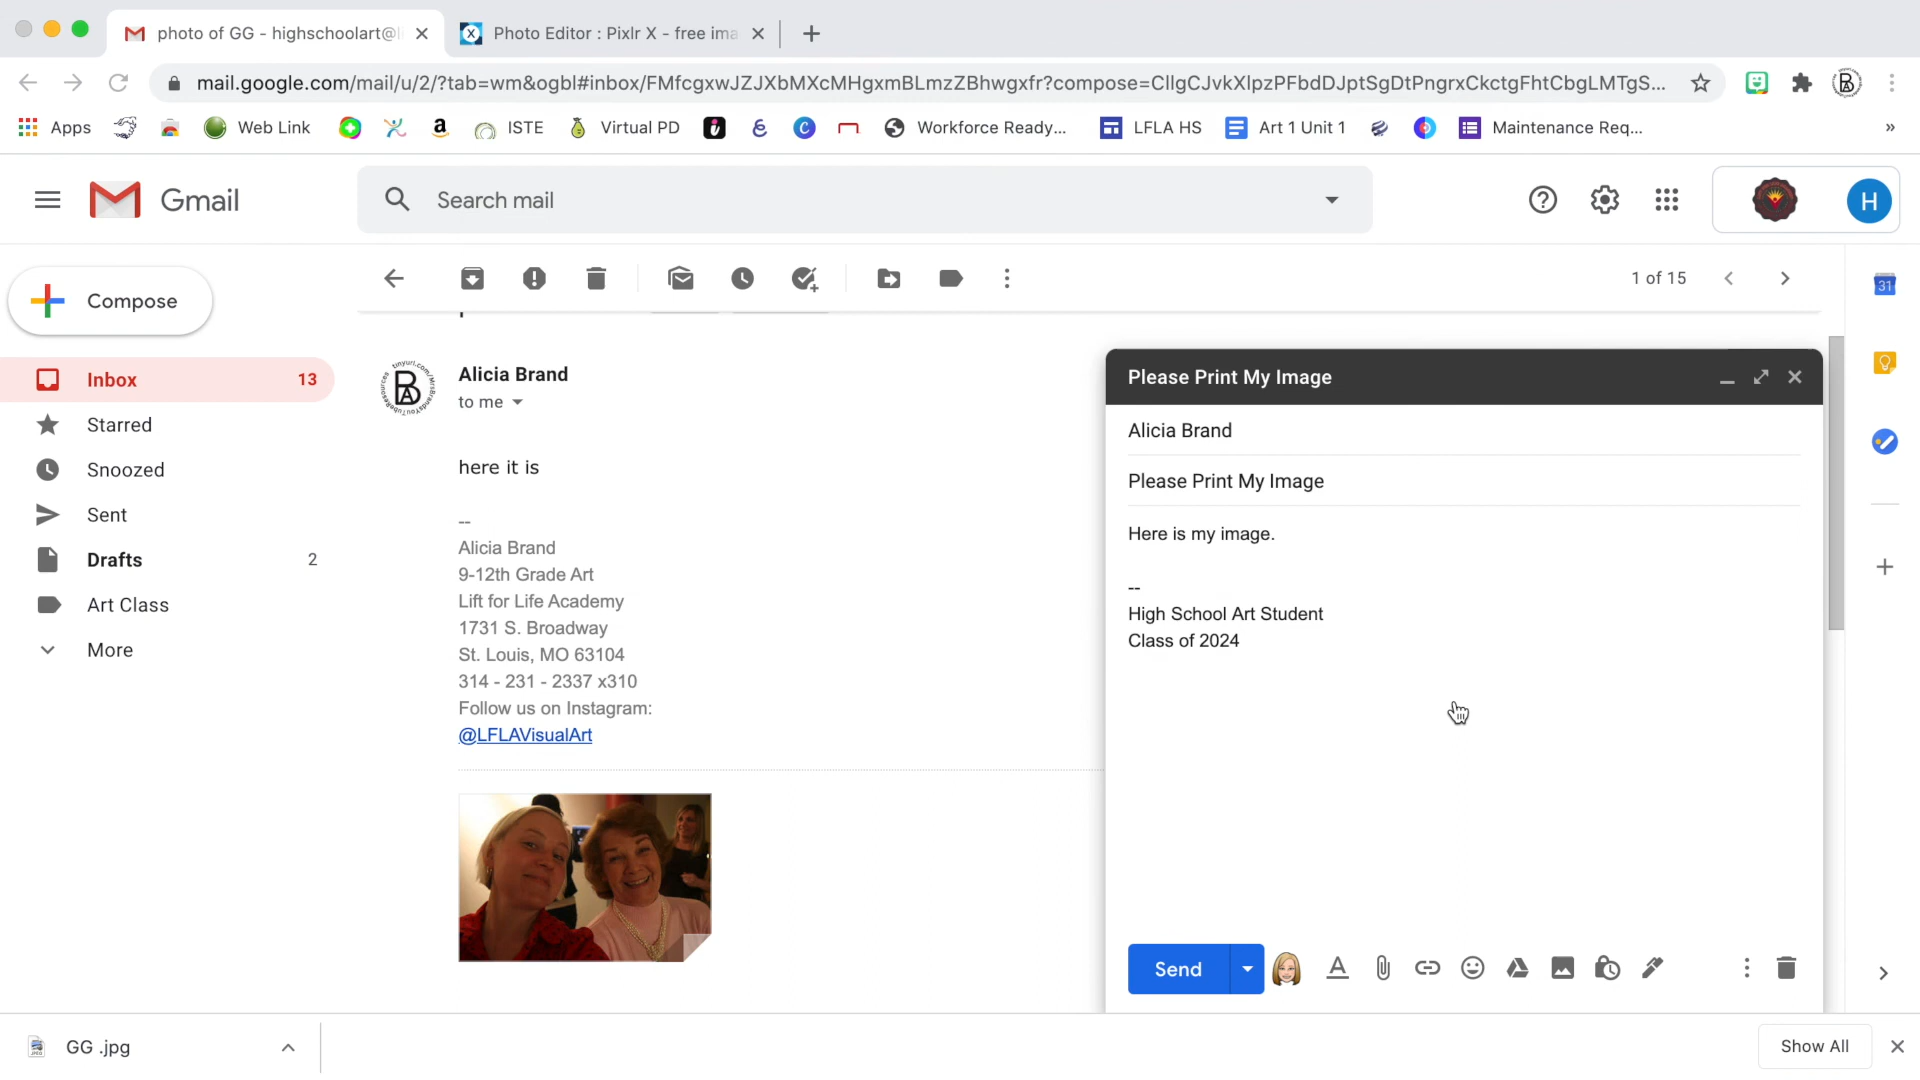 photo of GG - highschoolart@l
Photo Editor : Pixlr X - free ima
mail.google.com/mail/u/2/?tab=wm&ogbl#inbox/FMfcgxwJZJXbMXcMHgxmBLmzZBhwgxfr?compose=CllgCJvkXlpzPFbdDJptSgDtPngrxCkctgFhtCbgLMTgS...
Apps
Web Link
ISTE
Virtual PD
Workforce Ready...
LFLA HS
Art 1 Unit 1
Maintenance Req...
»
Gmail
Search mail
H
Compose
1 of 15
31
Inbox 13
Starred
Snoozed
Sent
Drafts 2
Art Class
More
Alicia Brand
to me
here it is
--
Alicia Brand
9-12th Grade Art
Lift for Life Academy
1731 S. Broadway
St. Louis, MO 63104
314 - 231 - 2337 x310
Follow us on Instagram:
@LFLAVisualArt
Please Print My Image
Alicia Brand
Please Print My Image
Here is my image.
--
High School Art Student
Class of 2024
Send
GG .jpg
Show All